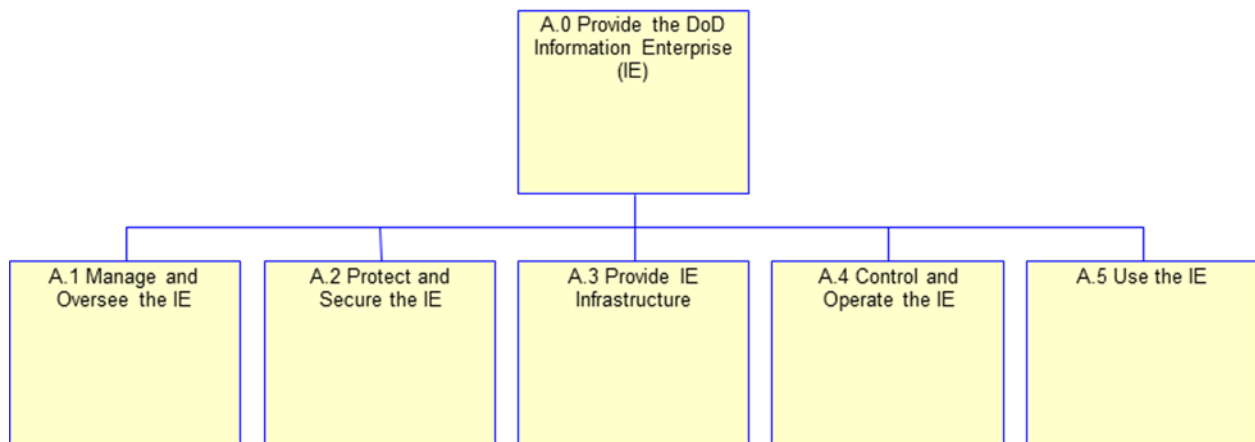 A.0 Provide the DoD
Information Enterprise
(IE)
A.1 Manage and
Oversee the IE
A.2 Protect and
Secure the IE
A.3 Provide IE
Infrastructure
A.4 Control and
Operate the IE
A.5 Use the IE